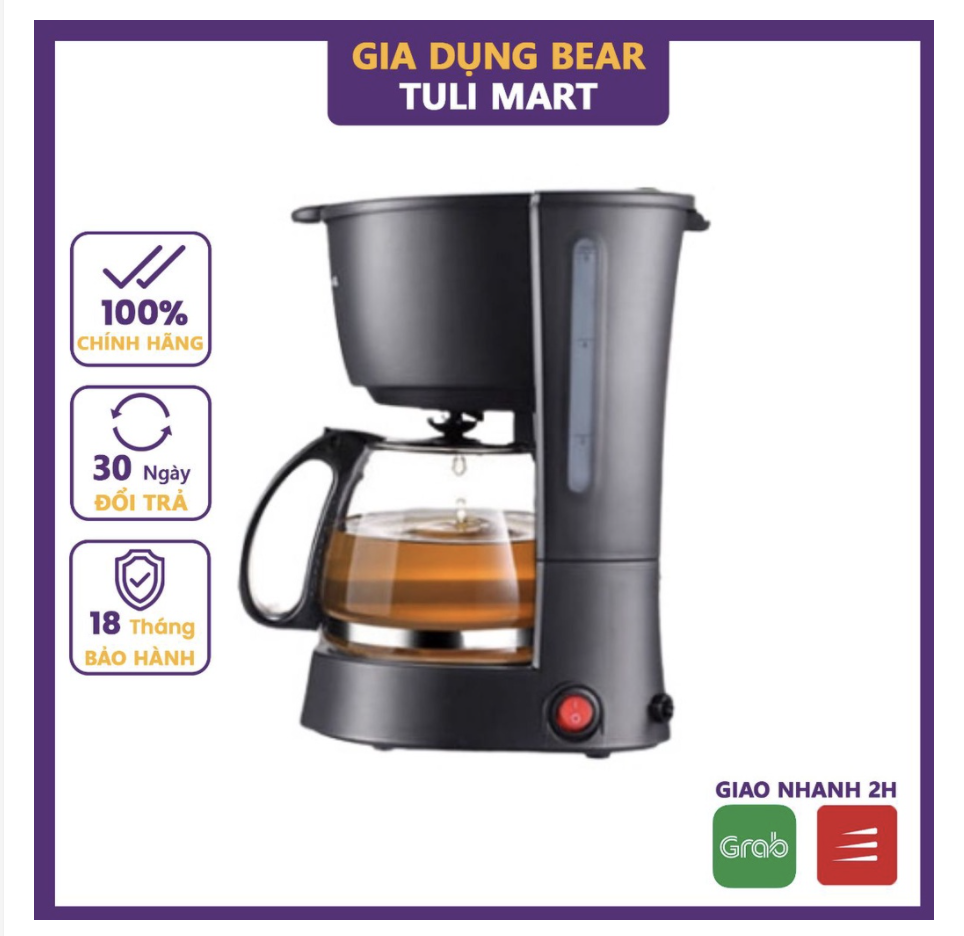 GIA DỤNG BEAR
TULI MART
100%
CHÍNH HÃNG
30 Ngày
ĐỔI TRẢ
18 Tháng
BẢO HÀNH
GIAO NHANH 2H
Grab